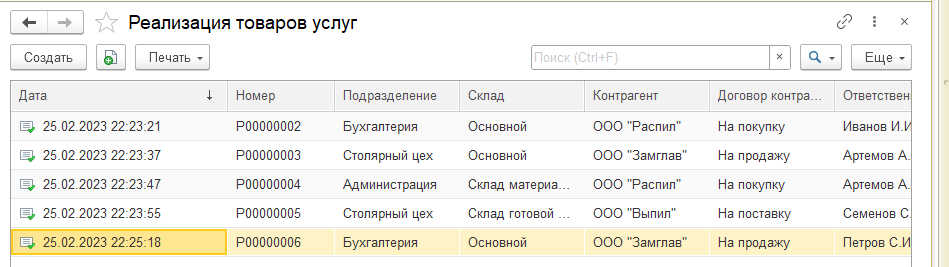 Реализация товаров услуг
Создать Печать Поиск (Ctrl+F) × Еще
Дата ↓ Номер Подразделение Склад Контрагент Договор контра... Ответствен
25.02.2023 22:23:21 Р00000002 Бухгалтерия Основной ООО "Распил" На покупку Иванов И.И
25.02.2023 22:23:37 Р00000003 Столярный цех Основной ООО "Замглав" На продажу Артемов А.
25.02.2023 22:23:47 Р00000004 Администрация Склад материа... ООО "Распил" На покупку Артемов А.
25.02.2023 22:23:55 Р00000005 Столярный цех Склад готовой ... ООО "Выпил" На поставку Семенов С.
25.02.2023 22:25:18 Р00000006 Бухгалтерия Основной ООО "Замглав" На продажу Петров С.И